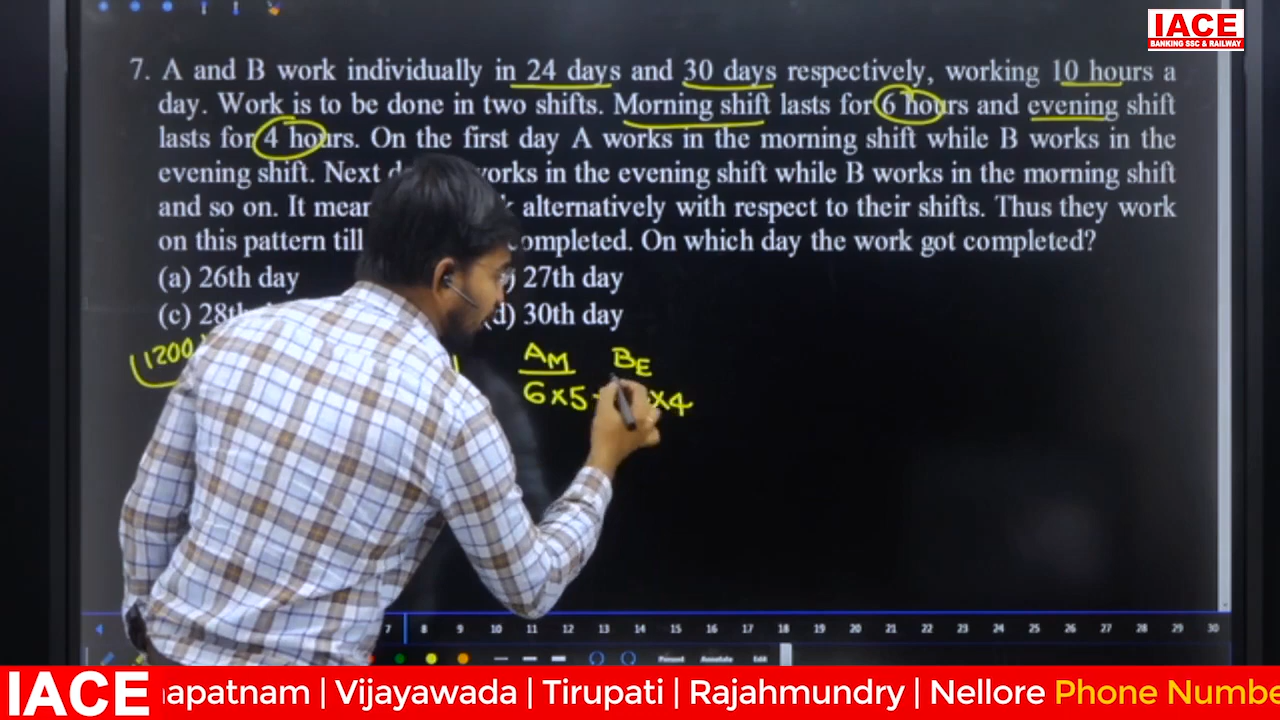 IACE
BANKING SSC & RAILWAY
7. A and B work individually in 24 days and 30 days respectively, working 10 hours a
day. Work is to be done in two shifts. Morning shift lasts for 6 hours and evening shift
lasts for 4 hours. On the first day A works in the morning shift while B works in the
evening shift. Next works in the evening shift while B works in the morning shift
and so on. It alternatively with respect to their shifts. Thus they work
on this pattern till completed. On which day the work got completed?
(a) 26th day 27th day
(c) (d) 30th day
1200 AM BE
6×5 ×4
7 8 9 10 11 12 13 14 15 16 17 18 19 20 21 22 23 24 25 26 27 28 29 30
Present Annotate Edit
IACE apatnam | Vijayawada | Tirupati | Rajahmundry | Nellore Phone Numbe